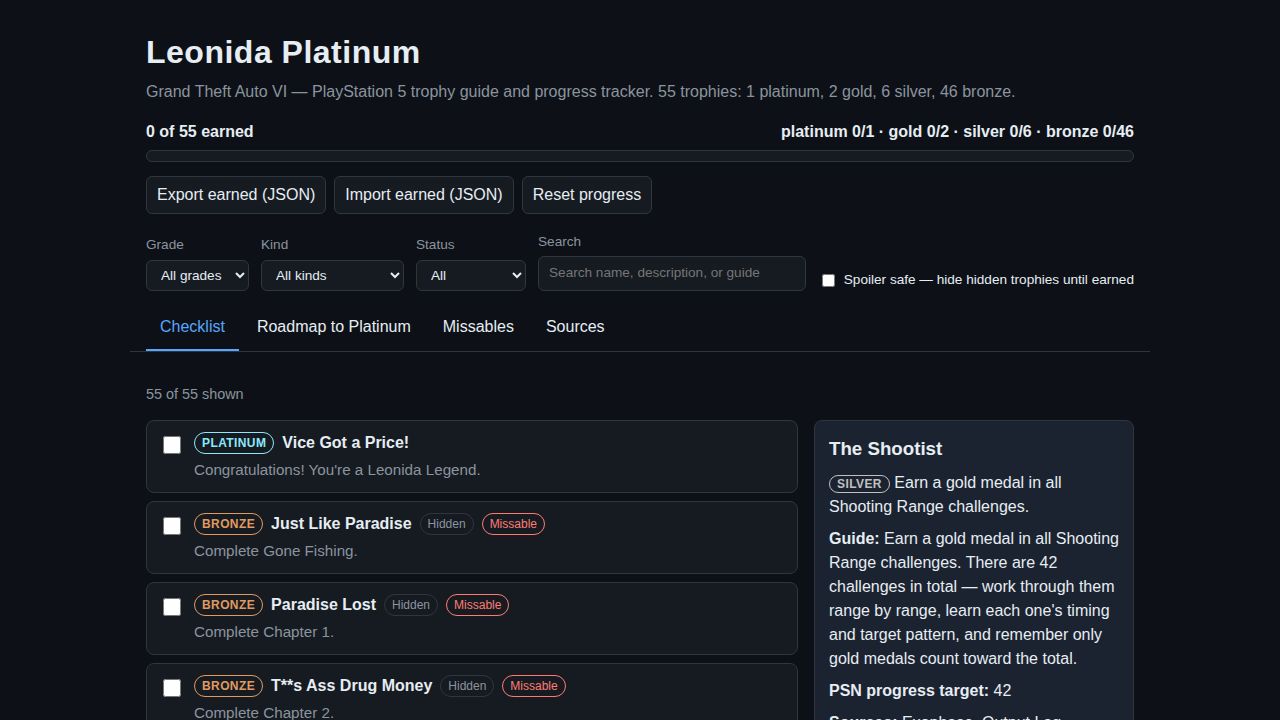 Leonida Platinum
Grand Theft Auto VI — PlayStation 5 trophy guide and progress tracker. 55 trophies: 1 platinum, 2 gold, 6 silver, 46 bronze.
0 of 55 earned
platinum 0/1 · gold 0/2 · silver 0/6 · bronze 0/46
Export earned (JSON)
Import earned (JSON)
Reset progress
Grade
Kind
Status
Search
All grades
All kinds
All
Search name, description, or guide
Spoiler safe — hide hidden trophies until earned
Checklist
Roadmap to Platinum
Missables
Sources
55 of 55 shown
PLATINUM Vice Got a Price!
Congratulations! You're a Leonida Legend.
BRONZE Just Like Paradise Hidden Missable
Complete Gone Fishing.
BRONZE Paradise Lost Hidden Missable
Complete Chapter 1.
BRONZE T**s Ass Drug Money Hidden Missable
Complete Chapter 2.
The Shootist
SILVER Earn a gold medal in all
Shooting Range challenges.
Guide: Earn a gold medal in all Shooting
Range challenges. There are 42
challenges in total — work through them
range by range, learn each one's timing
and target pattern, and remember only
gold medals count toward the total.
PSN progress target: 42
Sources: Exophase, Output Lag